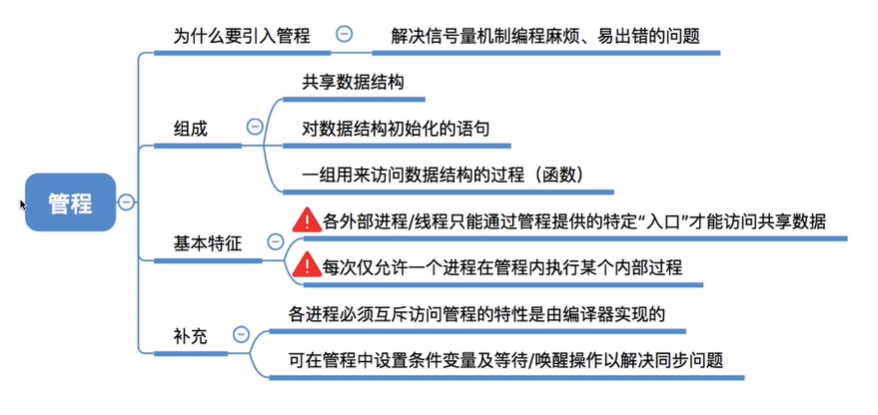 管程
为什么要引入管程
解决信号量机制编程麻烦、易出错的问题
组成
共享数据结构
对数据结构初始化的语句
一组用来访问数据结构的过程（函数）
基本特征
各外部进程/线程只能通过管程提供的特定“入口”才能访问共享数据
每次仅允许一个进程在管程内执行某个内部过程
补充
各进程必须互斥访问管程的特性是由编译器实现的
可在管程中设置条件变量及等待/唤醒操作以解决同步问题